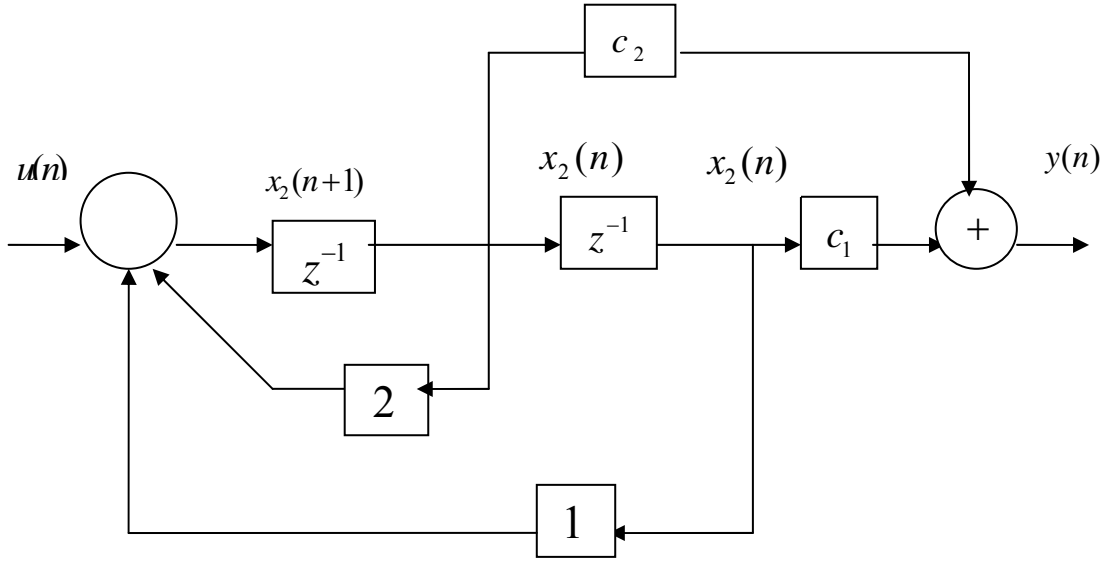 c₂
u(n)
x₂(n+1)
x₂(n)
x₂(n)
y(n)
z⁻¹
z⁻¹
c₁
+
2
1